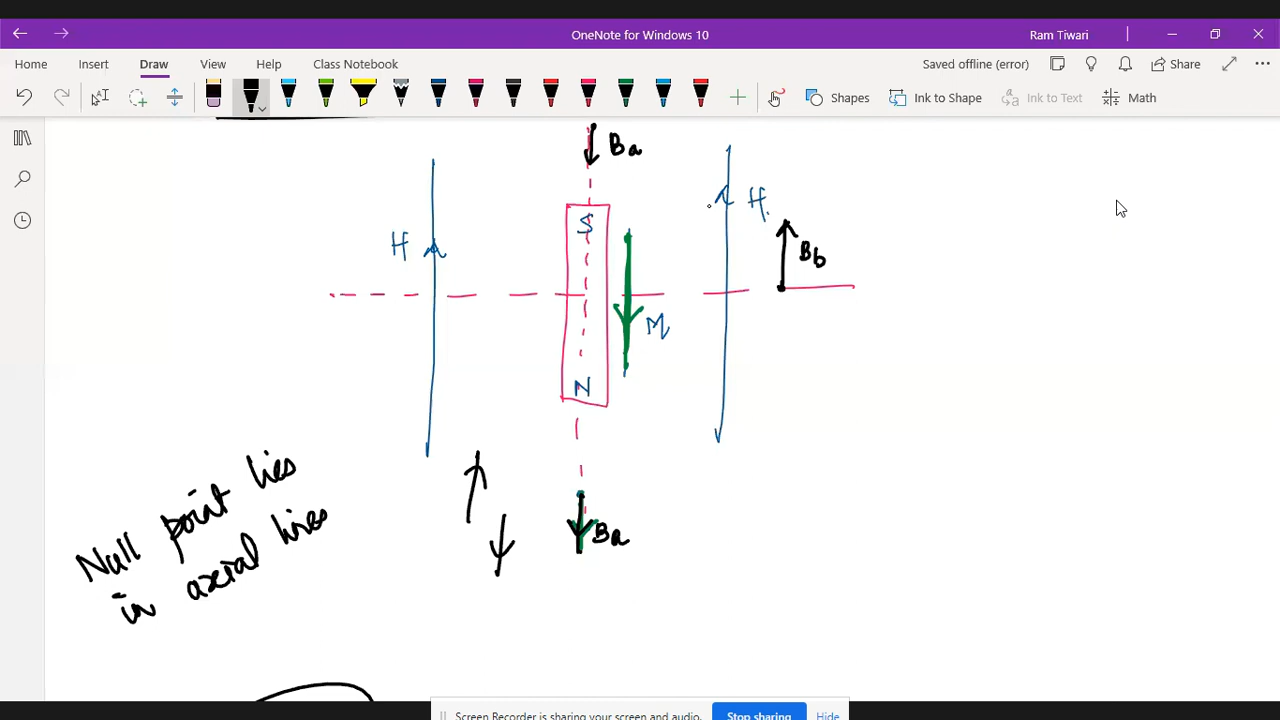 OneNote for Windows 10
Ram Tiwari
Home Insert Draw View Help Class Notebook
Saved offline (error)
Share
Shapes
Ink to Shape
Ink to Text
Math
Ba
S
H.
H
Bb
M
N
Null point lies
in axial lines
Ba
Screen Recorder is sharing your screen and audio.
Stop sharing
Hide